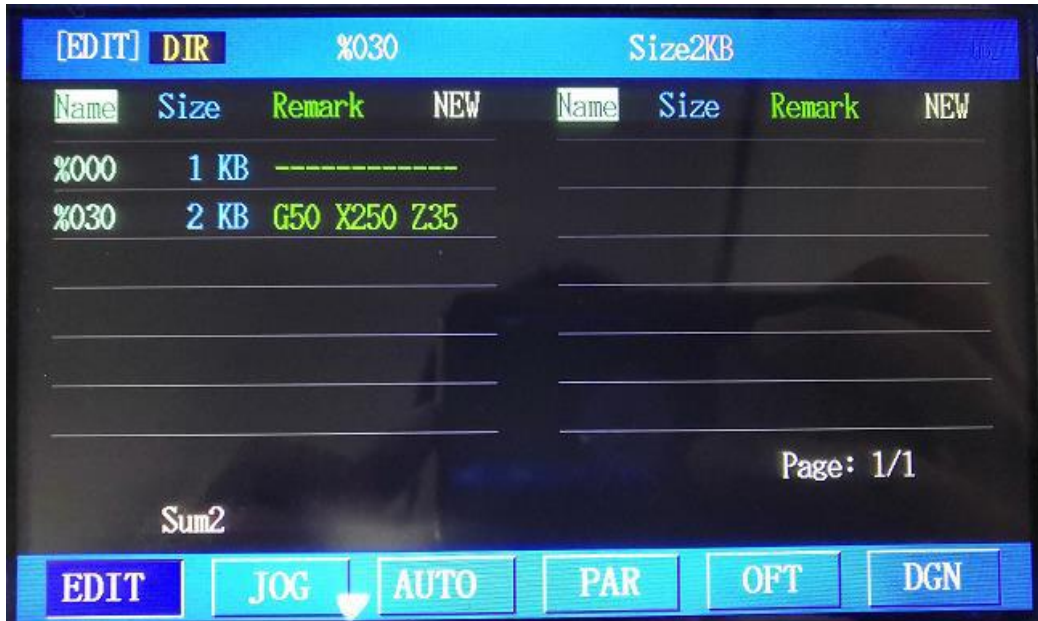 [EDIT] DIR %030 Size2KB
Name Size Remark NEW Name Size Remark NEW
%000 1 KB ------------
%030 2 KB G50 X250 Z35
Page: 1/1
Sum2
EDIT JOG AUTO PAR OFT DGN